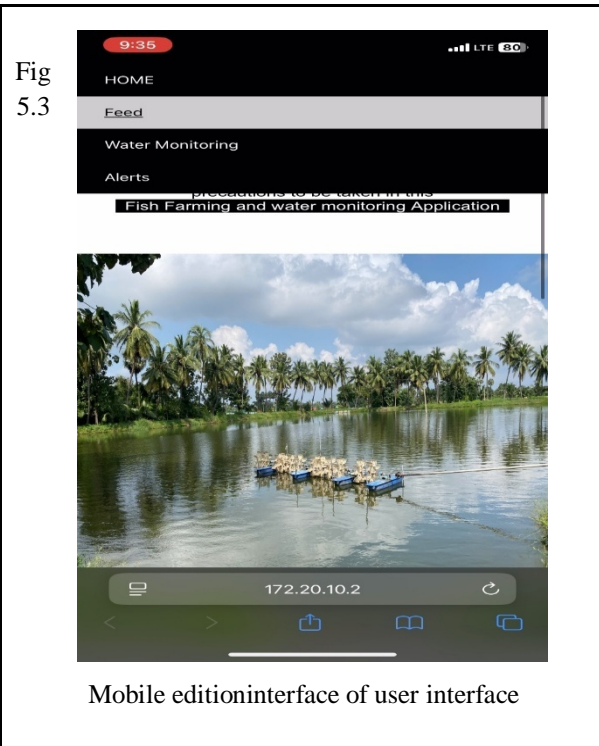 Fig
5.3
9:35
LTE 80
HOME
Feed
Water Monitoring
Alerts
precautions to be taken in this
Fish Farming and water monitoring Application
172.20.10.2
Mobile editioninterface of user interface